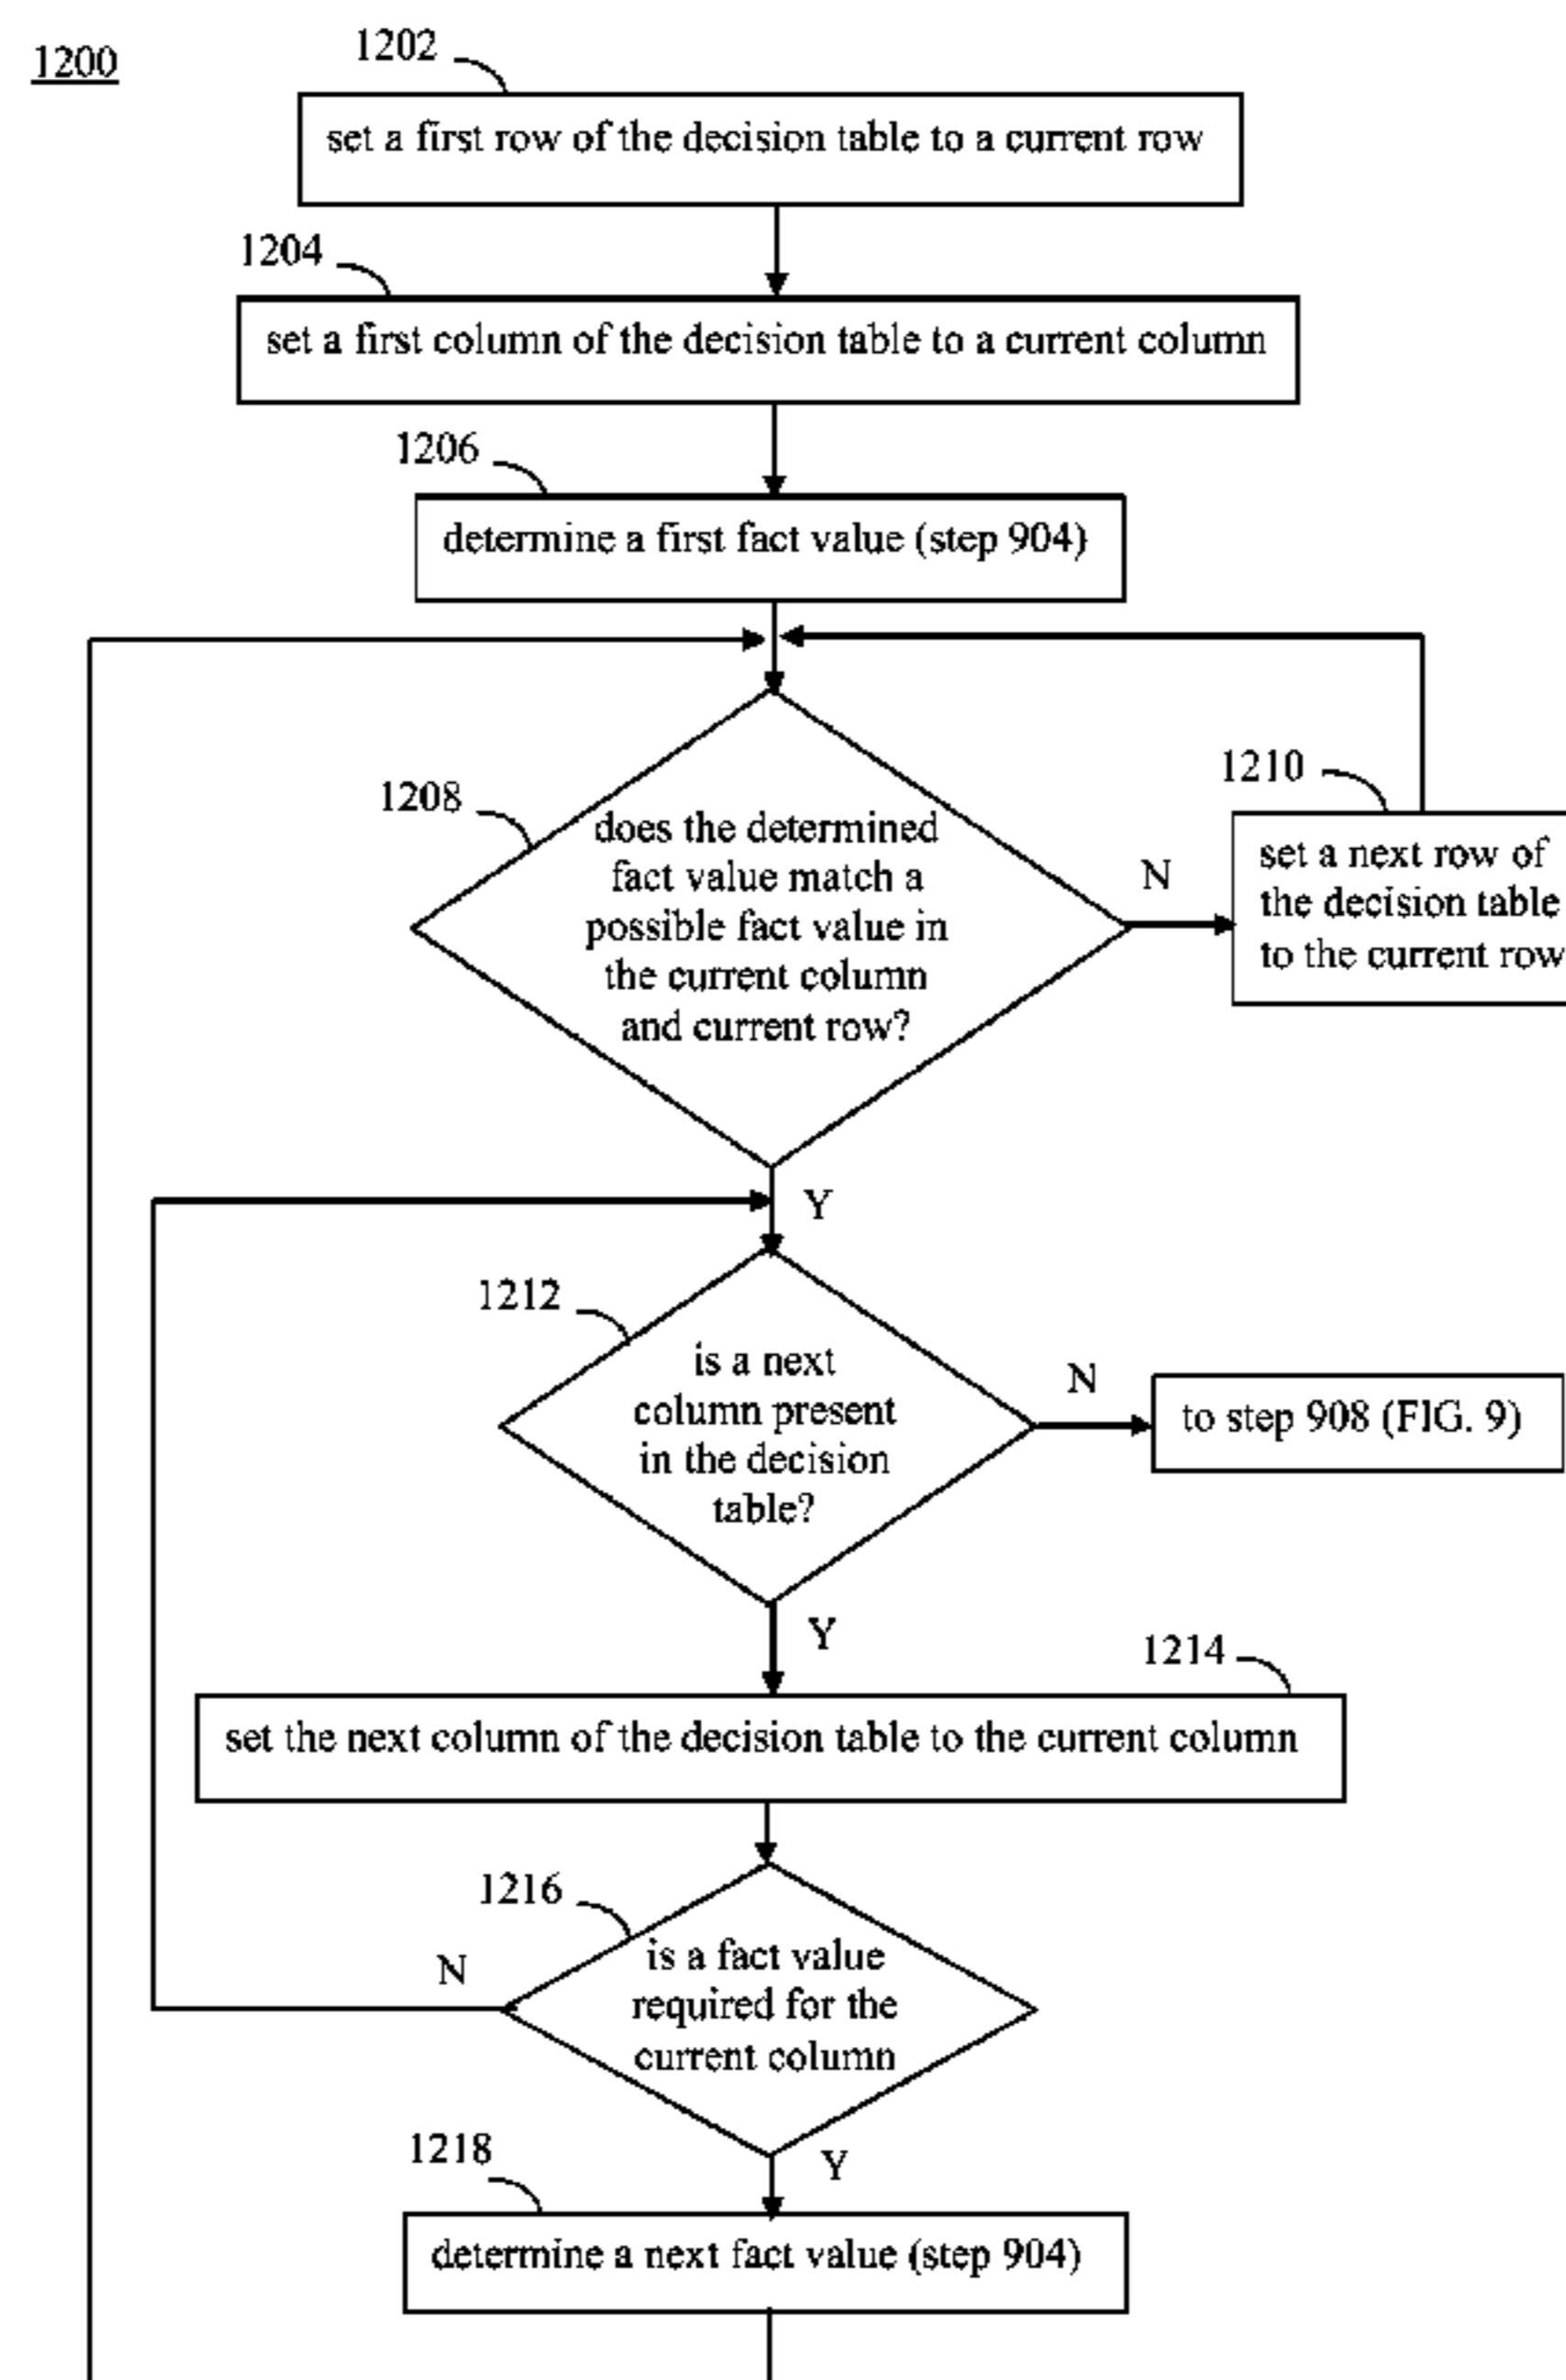 1200
1202
set a first row of the decision table to a current row
1204
set a first column of the decision table to a current column
1206
determine a first fact value (step 904)
1208
does the determined
fact value match a
possible fact value in
the current column
and current row?
N
1210
set a next row of
the decision table
to the current row
Y
1212
is a next
column present
in the decision
table?
N
to step 908 (FIG. 9)
Y
1214
set the next column of the decision table to the current column
1216
is a fact value
required for the
current column
N
Y
1218
determine a next fact value (step 904)